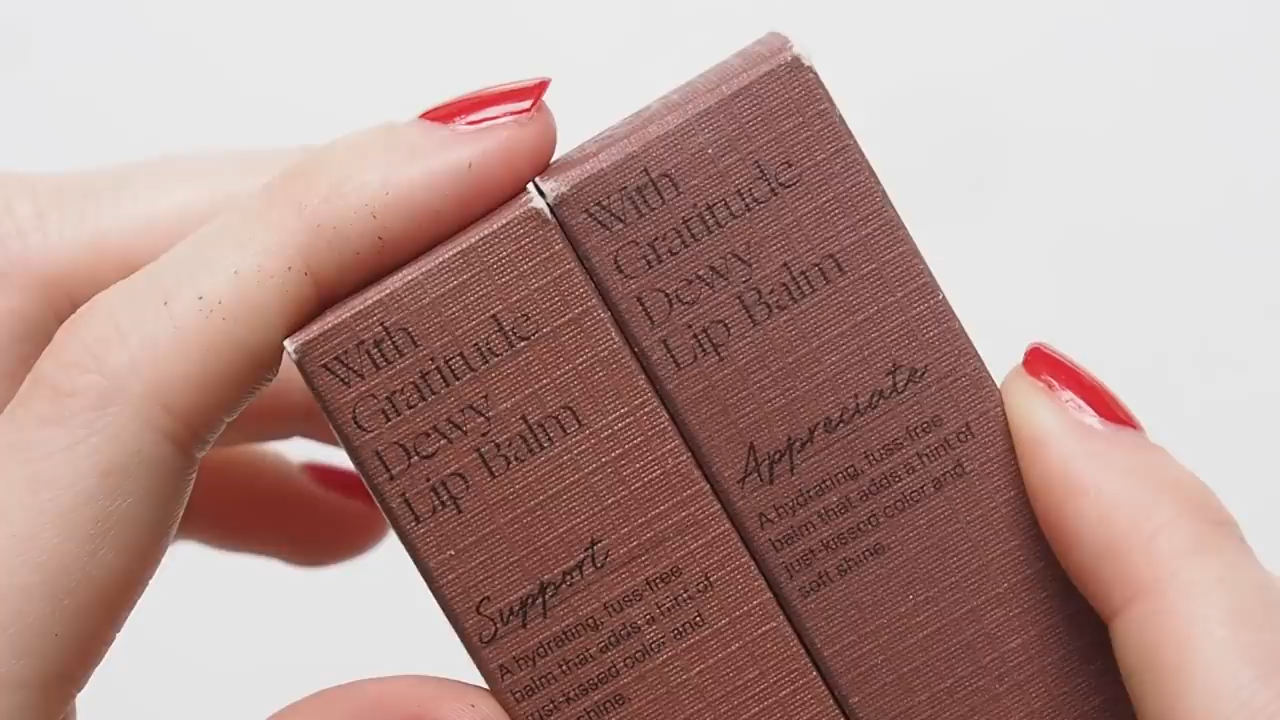 With
Gratitude
Dewy
Lip Balm
Support
A hydrating, fuss-free
balm that adds a hint of
just-kissed color and
shine.
With
Gratitude
Dewy
Lip Balm
Appreciate
A hydrating, fuss-free
balm that adds a hint of
just-kissed color and
soft shine.